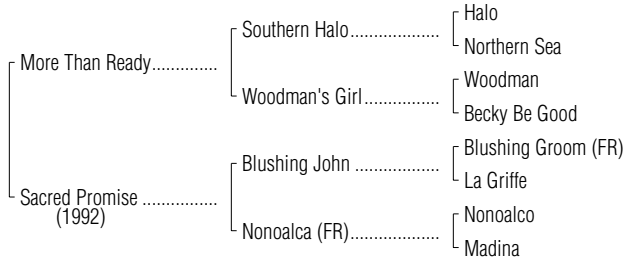 Halo
Southern Halo....................
Northern Sea
More Than Ready..............
Woodman
Woodman's Girl.................
Becky Be Good
Blushing Groom (FR)
Blushing John ...................
La Griffe
Sacred Promise ................
(1992)
Nonoalco
Nonoalca (FR)....................
Madina